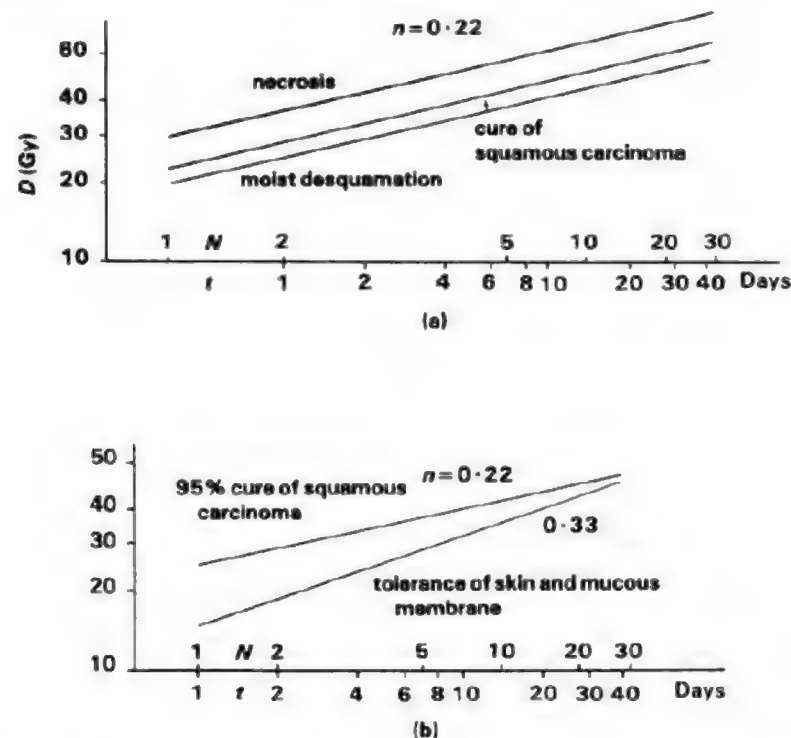 n=0·22
60
necrosis
40
cure of
squamous carcinoma
30
D (Gy)
moist desquamation
20
1 N 2 5 10 20 30
10
t 1 2 4 6 8 10 20 30 40 Days
(a)
50
n=0·22
95% cure of squamous
carcinoma
40
0·33
30
tolerance of skin and mucous
membrane
20
1 N 2 5 10 20 30
10
1 t 2 4 6 8 10 20 30 40 Days
(b)